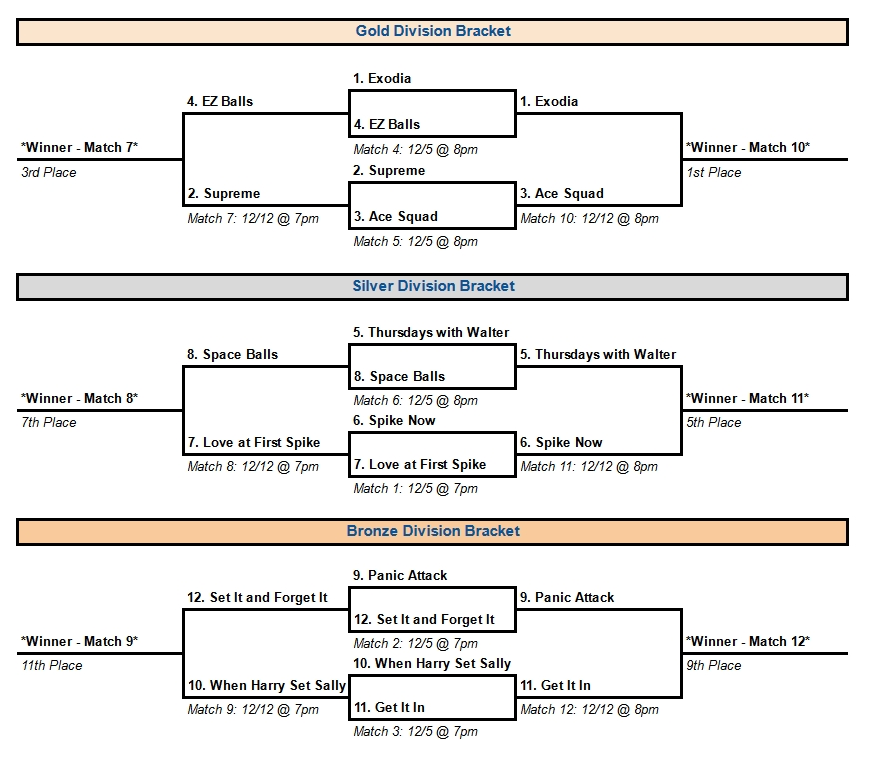 Gold Division Bracket
1. Exodia
4. EZ Balls
1. Exodia
4. EZ Balls
*Winner - Match 7*
Match 4: 12/5 @ 8pm
*Winner - Match 10*
3rd Place
2. Supreme
1st Place
2. Supreme
3. Ace Squad
Match 7: 12/12 @ 7pm
3. Ace Squad
Match 10: 12/12 @ 8pm
Match 5: 12/5 @ 8pm
Silver Division Bracket
5. Thursdays with Walter
8. Space Balls
5. Thursdays with Walter
8. Space Balls
*Winner - Match 8*
Match 6: 12/5 @ 8pm
*Winner - Match 11*
7th Place
6. Spike Now
5th Place
7. Love at First Spike
6. Spike Now
Match 8: 12/12 @ 7pm
7. Love at First Spike
Match 11: 12/12 @ 8pm
Match 1: 12/5 @ 7pm
Bronze Division Bracket
9. Panic Attack
12. Set It and Forget It
9. Panic Attack
12. Set It and Forget It
*Winner - Match 9*
Match 2: 12/5 @ 7pm
*Winner - Match 12*
11th Place
10. When Harry Set Sally
9th Place
10. When Harry Set Sally
11. Get It In
Match 9: 12/12 @ 7pm
11. Get It In
Match 12: 12/12 @ 8pm
Match 3: 12/5 @ 7pm